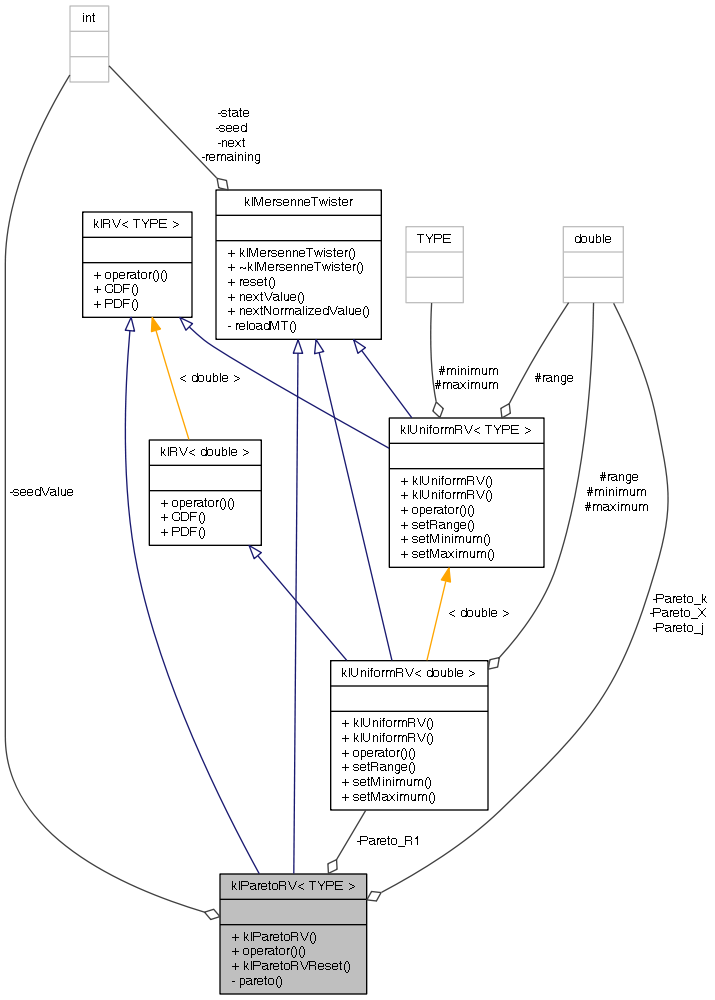 int
-state
-seed
-next
-remaining
klMersenneTwister
+ klMersenneTwister()
+ ~klMersenneTwister()
+ reset()
+ nextValue()
+ nextNormalizedValue()
- reloadMT()
klRV< TYPE >
+ operator()()
+ CDF()
+ PDF()
TYPE
double
#minimum
#maximum
#range
< double >
klUniformRV< TYPE >
+ klUniformRV()
+ klUniformRV()
+ operator()()
+ setRange()
+ setMinimum()
+ setMaximum()
klRV< double >
+ operator()()
+ CDF()
+ PDF()
-seedValue
#range
#minimum
#maximum
-Pareto_k
-Pareto_X
-Pareto_j
< double >
klUniformRV< double >
+ klUniformRV()
+ klUniformRV()
+ operator()()
+ setRange()
+ setMinimum()
+ setMaximum()
-Pareto_R1
klParetoRV< TYPE >
+ klParetoRV()
+ operator()()
+ klParetoRVReset()
- pareto()